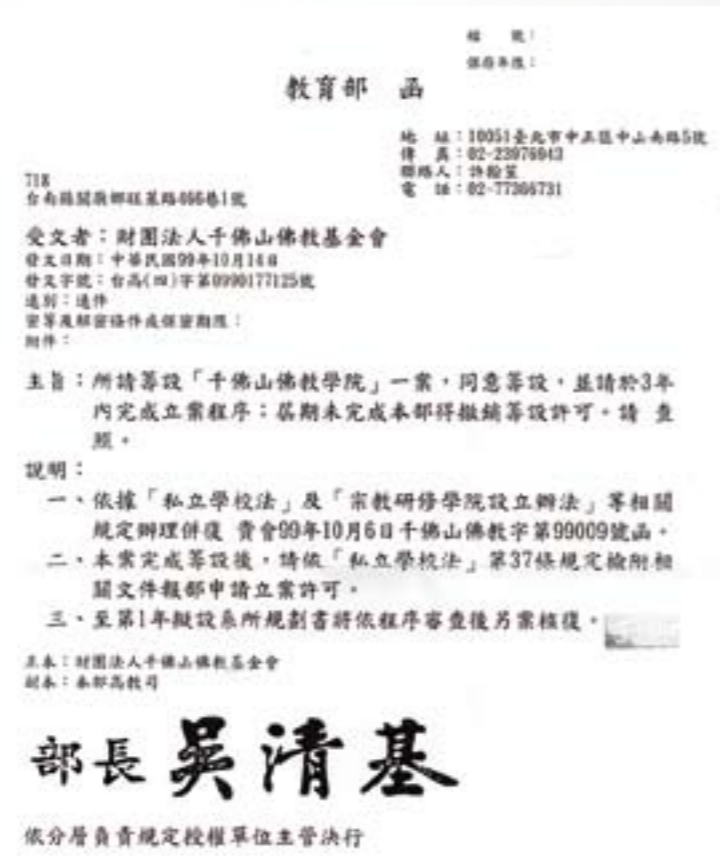 檔　號：
保存年限：
教育部　函
地　址：10051臺北市中正區中山南路5號
傳　真：02-23976943
聯絡人：許
電　話：02-77366731
718
台南縣關廟鄉旺萊路466巷1號
受文者：財團法人千佛山佛教基金會
發文日期：中華民國99年10月14日
發文字號：台高(四)字第0990177125號
速別：速件
密等及解密條件或保密期限：
附件：
主旨：所請籌設「千佛山佛教學院」一案，同意籌設，並請於3年
內完成立案程序；屆期未完成本部得撤銷籌設許可。請　查
照。
說明：
一、依據「私立學校法」及「宗教研修學院設立辦法」等相關
規定辦理併復　貴會99年10月6日千佛山佛教字第99009號函。
二、本案完成籌設後，請依「私立學校法」第37條規定檢附相
關文件報部申請立案許可。
三、至第1年擬設系所規劃書將依程序審查後另案核復。
正本：財團法人千佛山佛教基金會
副本：本部高教司
部長 吳清基
依分層負責規定授權單位主管決行